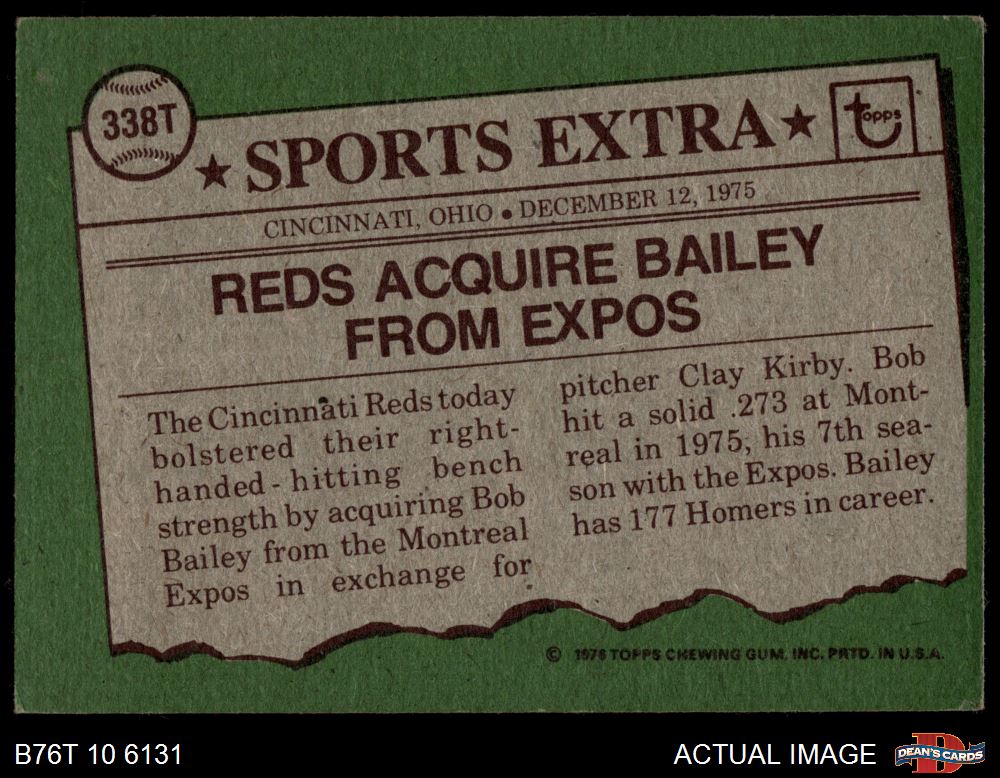 338T
★ SPORTS EXTRA ★
Topps
CINCINNATI, OHIO • DECEMBER 12, 1975
REDS ACQUIRE BAILEY
FROM EXPOS
The Cincinnati Reds today
bolstered their right-
handed-hitting bench
strength by acquiring Bob
Bailey from the Montreal
Expos in exchange for
pitcher Clay Kirby. Bob
hit a solid .273 at Mont-
real in 1975, his 7th sea-
son with the Expos. Bailey
has 177 Homers in career.
© 1976 TOPPS CHEWING GUM, INC. PRTD. IN U.S.A.
B76T 10 6131
ACTUAL IMAGE
DEAN'S CARDS